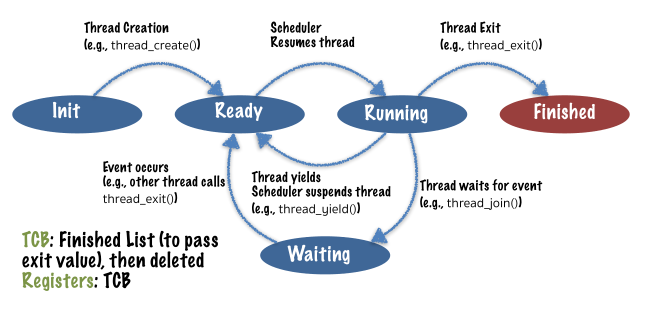 Thread Creation
(e.g., thread_create())
Scheduler
Resumes thread
Thread Exit
(e.g., thread_exit())
Init
Ready
Running
Finished
Event occurs
(e.g., other thread calls
thread_exit())
Thread yields
Scheduler suspends thread
(e.g., thread_yield())
Thread waits for event
(e.g., thread_join())
Waiting
TCB: Finished List (to pass
exit value), then deleted
Registers: TCB